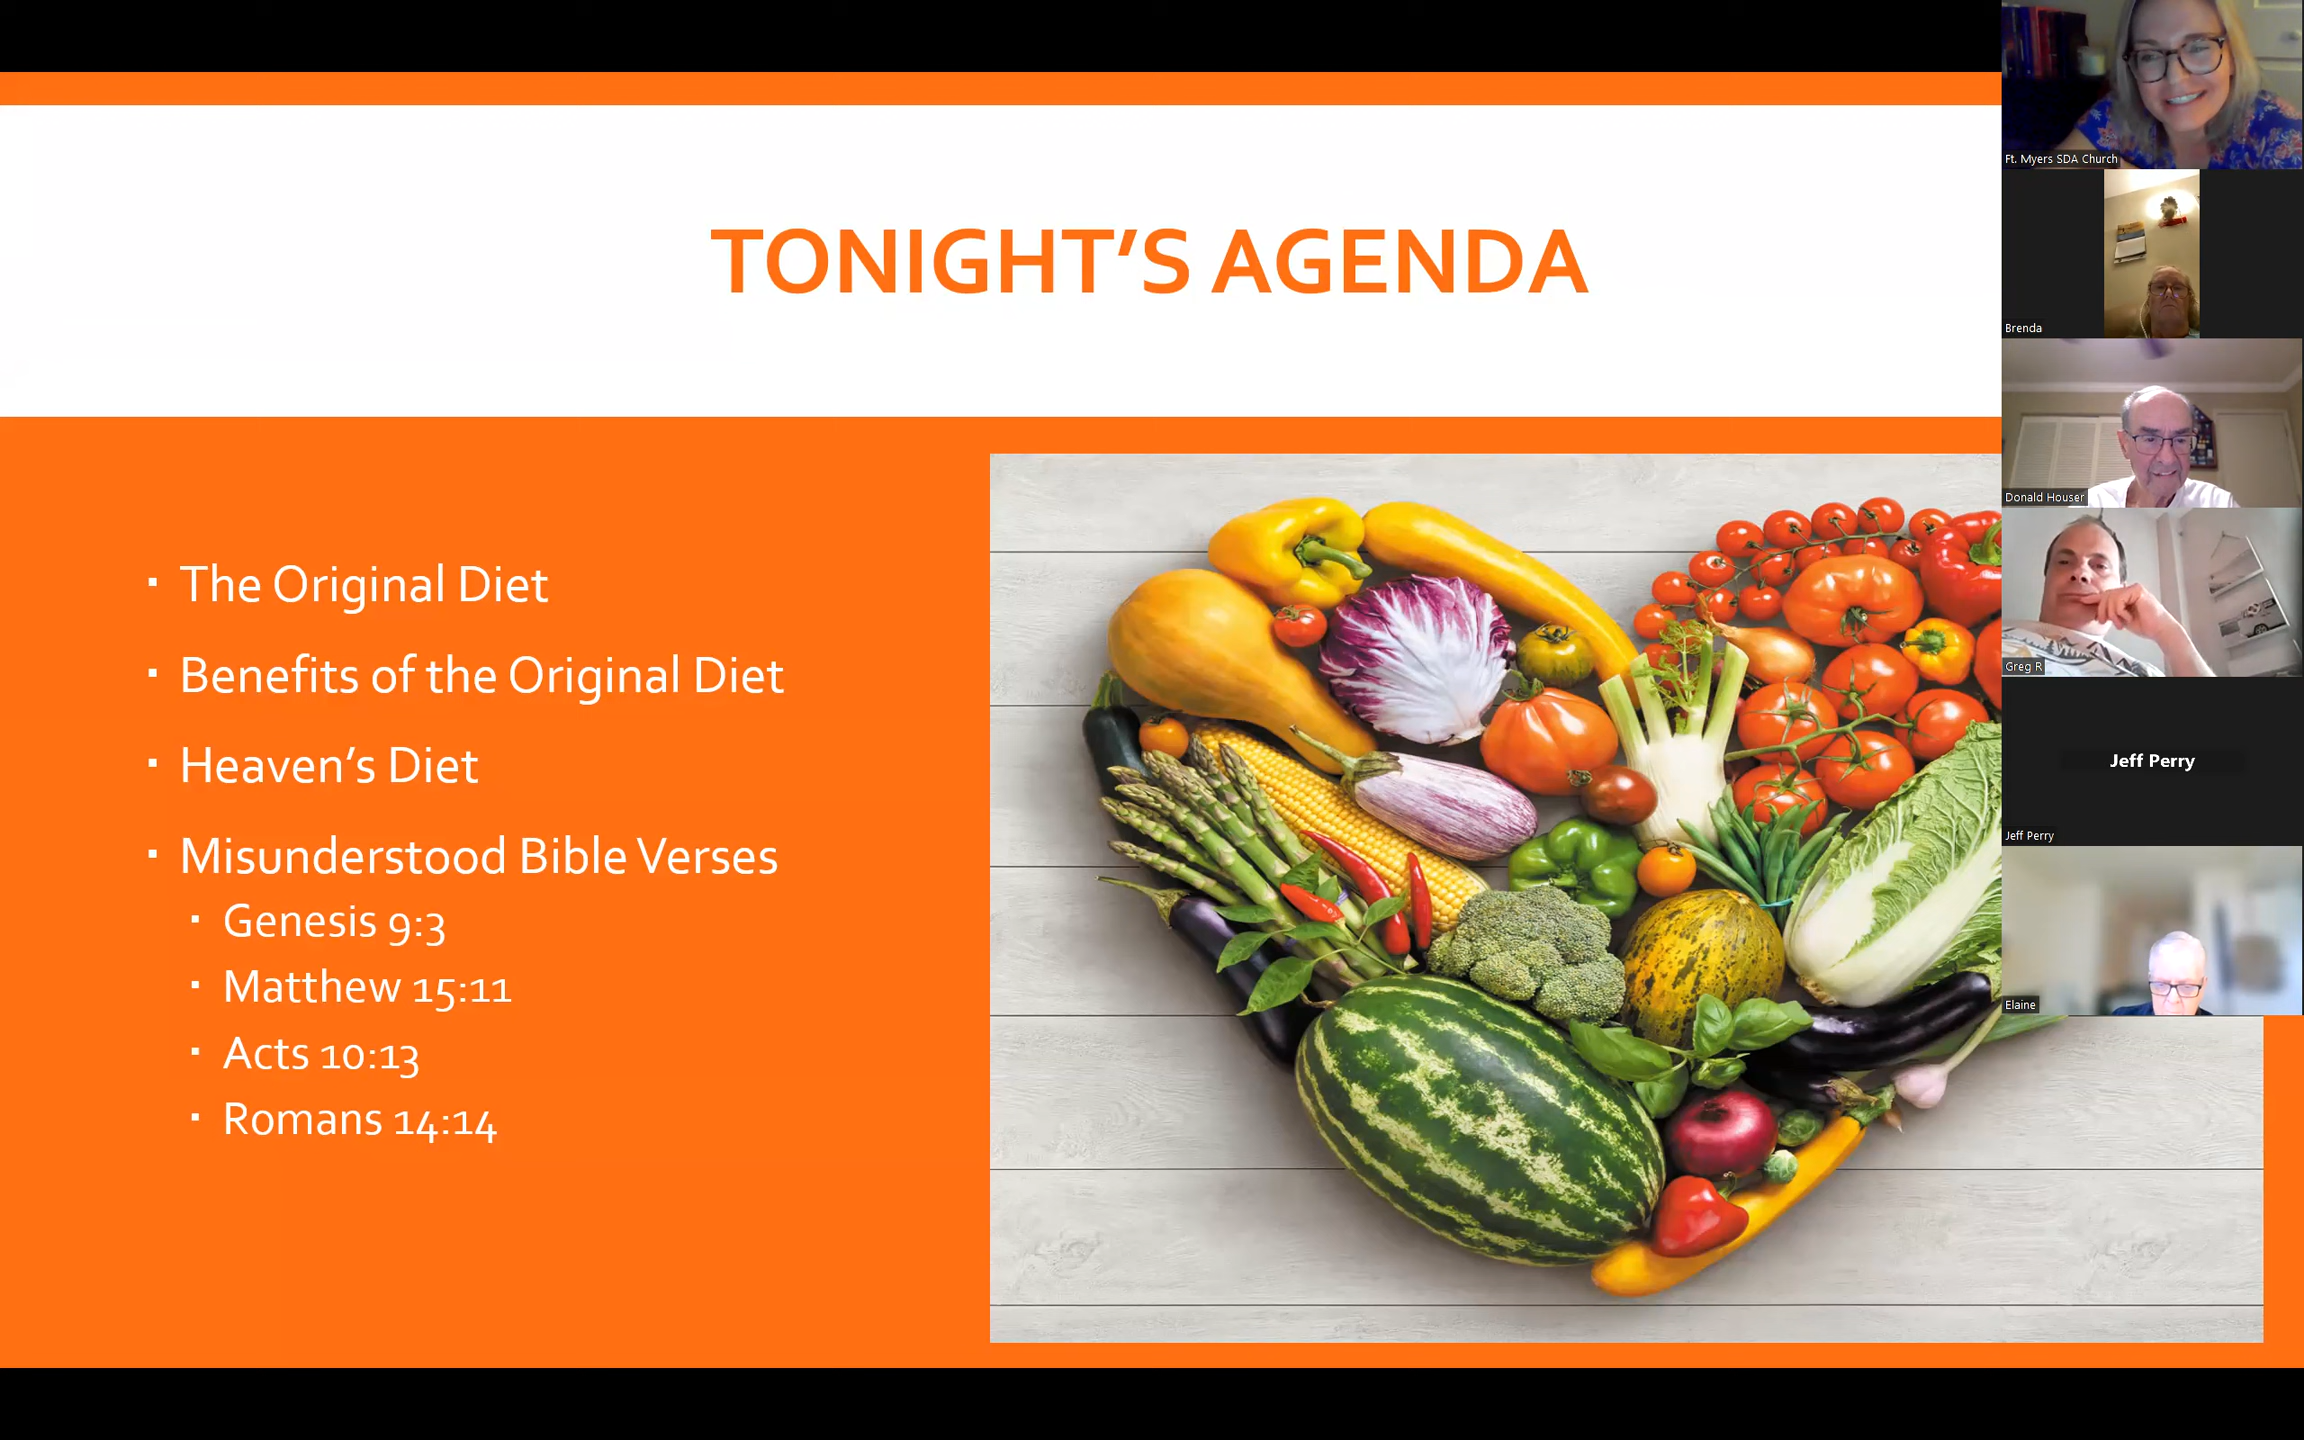 TONIGHT’S AGENDA
▪ The Original Diet
▪ Benefits of the Original Diet
▪ Heaven’s Diet
▪ Misunderstood Bible Verses
▪ Genesis 9:3
▪ Matthew 15:11
▪ Acts 10:13
▪ Romans 14:14
Ft. Myers SDA Church
Brenda
Donald Houser
Greg R
Jeff Perry
Jeff Perry
Elaine